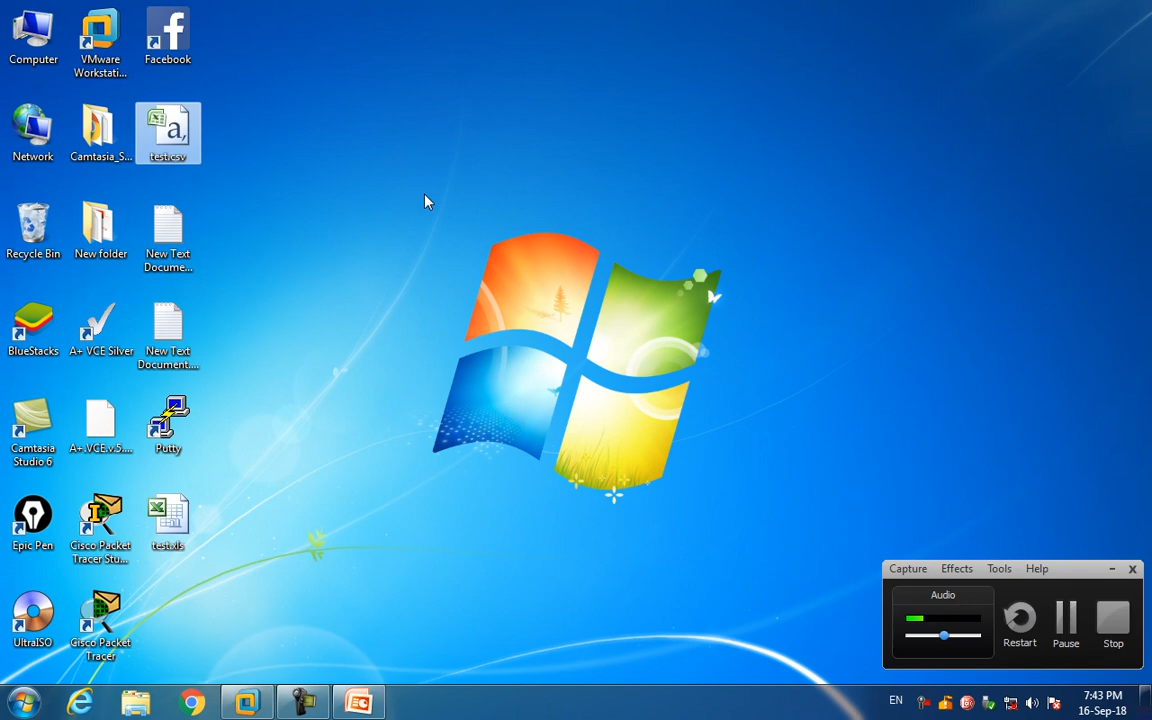 Computer
VMware
Workstati...
Facebook
Network
Camtasia_S...
test.csv
Recycle Bin
New folder
New Text
Docume...
BlueStacks
A+ VCE Silver
New Text
Document....
Camtasia
Studio 6
A+.VCE.v.5....
Putty
Epic Pen
Cisco Packet
Tracer Stu...
test.xls
UltraISO
Cisco Packet
Tracer
Capture Effects Tools Help
Audio
Restart Pause Stop
EN
7:43 PM
16-Sep-18